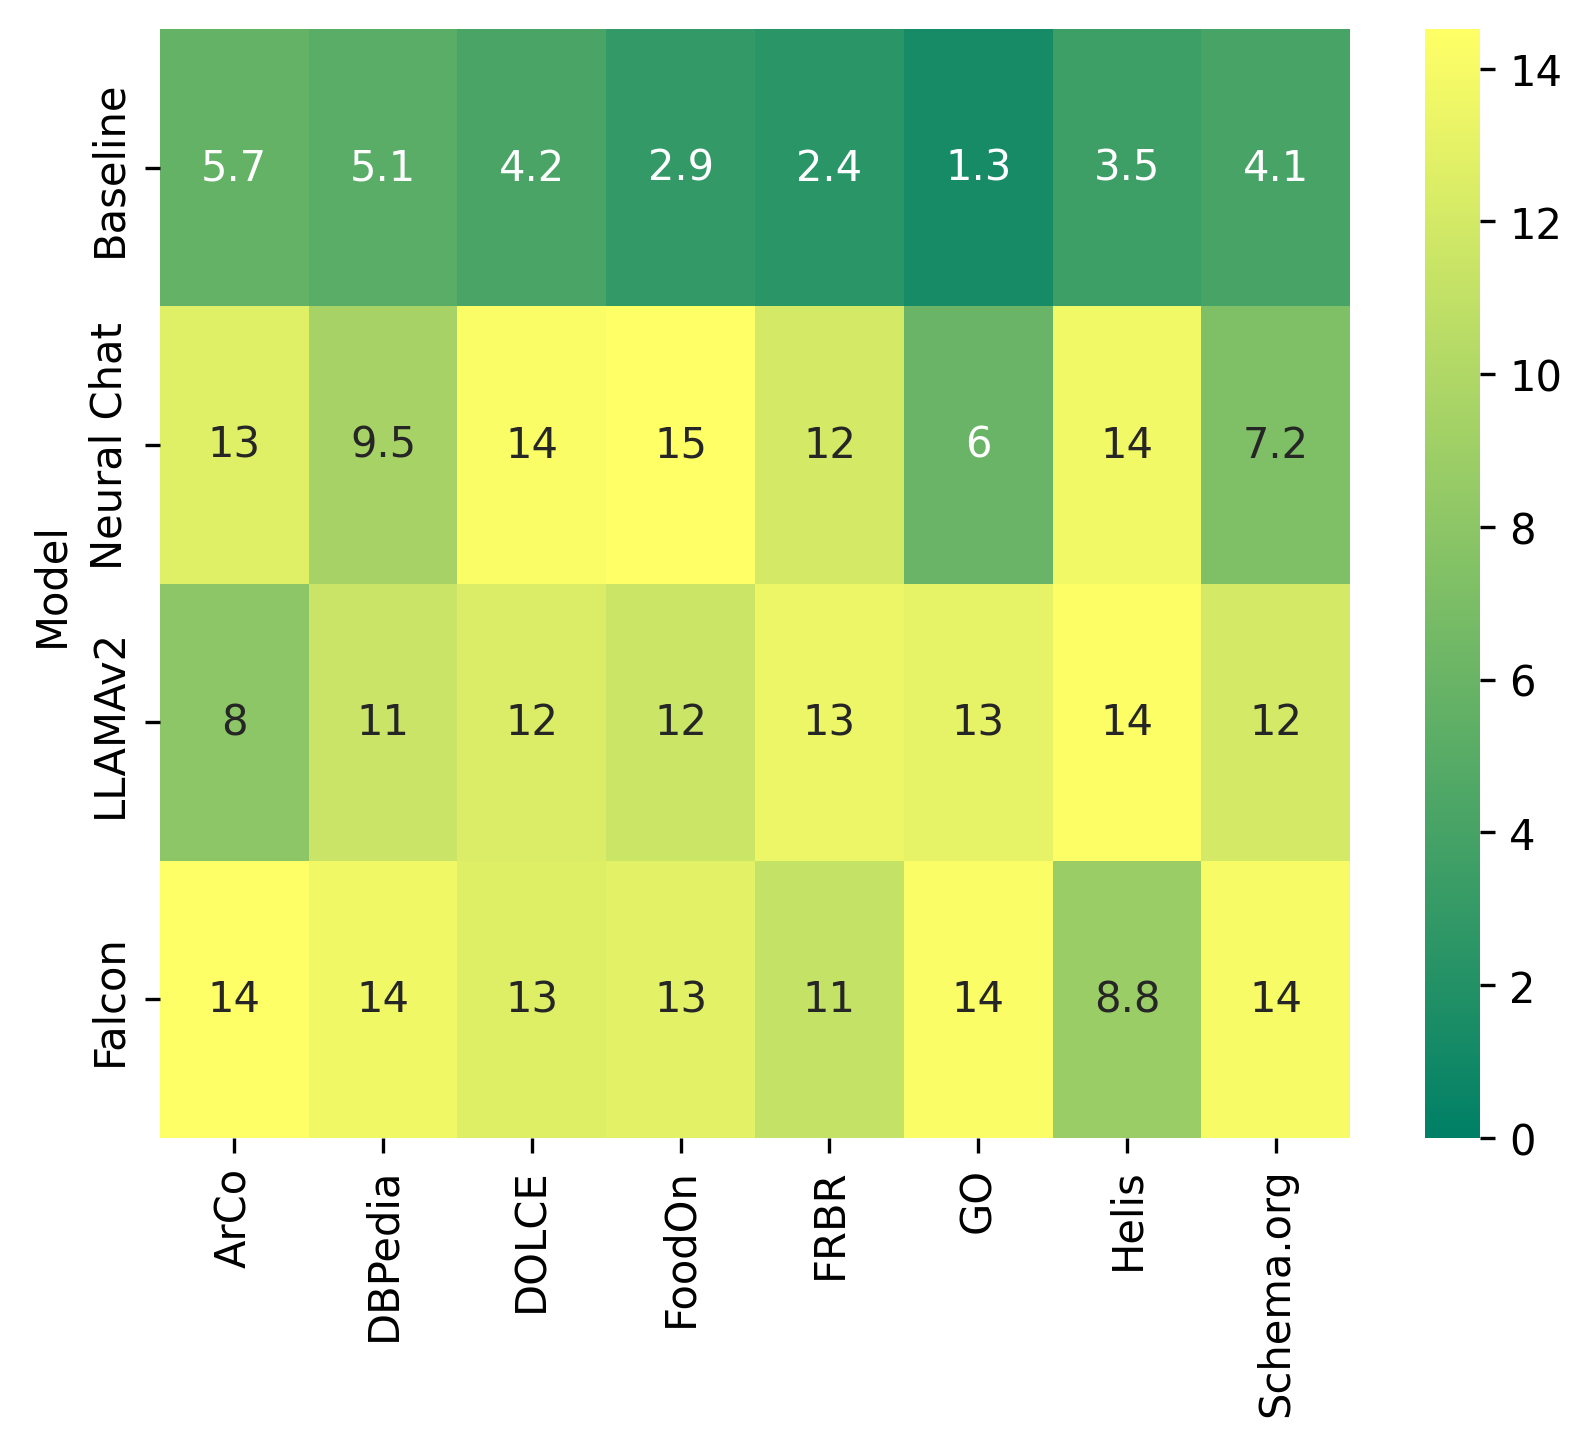 Model
Baseline
5.7 5.1 4.2 2.9 2.4 1.3 3.5 4.1
Neural Chat
13 9.5 14 15 12 6 14 7.2
LLAMAv2
8 11 12 12 13 13 14 12
Falcon
14 14 13 13 11 14 8.8 14
ArCo
DBPedia
DOLCE
FoodOn
FRBR
GO
Helis
Schema.org
14
12
10
8
6
4
2
0